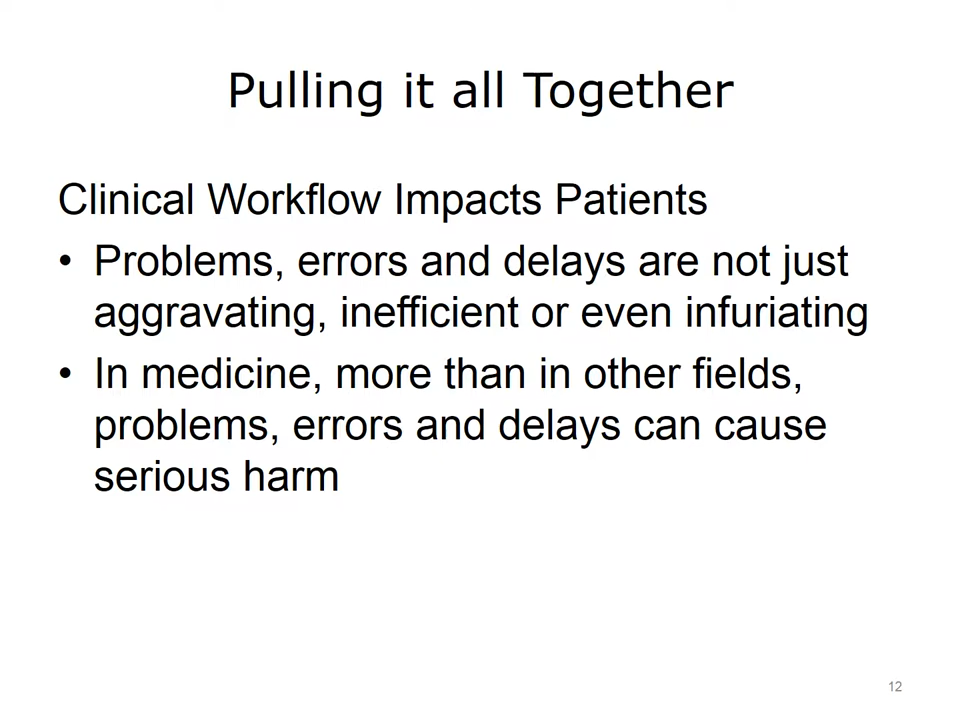 Pulling it all Together
Clinical Workflow Impacts Patients
• Problems, errors and delays are not just
aggravating, inefficient or even infuriating
• In medicine, more than in other fields,
problems, errors and delays can cause
serious harm
12